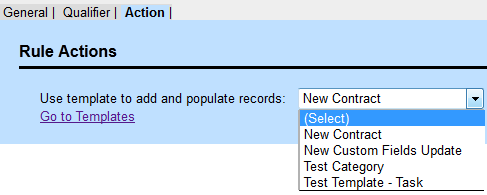 General | Qualifier | Action |
Rule Actions
Use template to add and populate records: New Contract
Go to Templates
(Select)
New Contract
New Custom Fields Update
Test Category
Test Template - Task